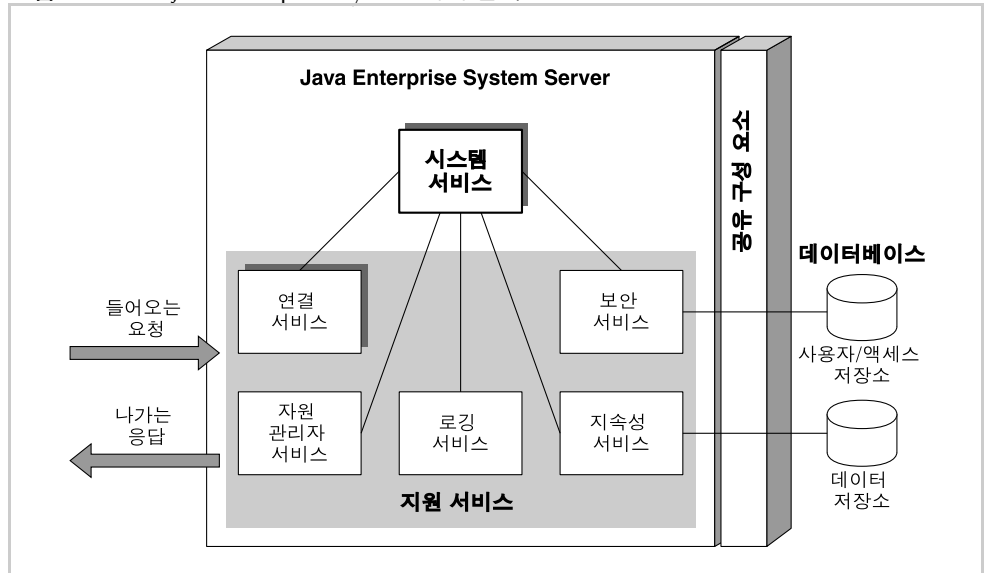 Java Enterprise System Server
시스템
서비스
공유 구성 요소
데이터베이스
연결
서비스
보안
서비스
들어오는
요청
사용자/액세스
저장소
나가는
응답
자원
관리자
서비스
로깅
서비스
지속성
서비스
데이터
저장소
지원 서비스